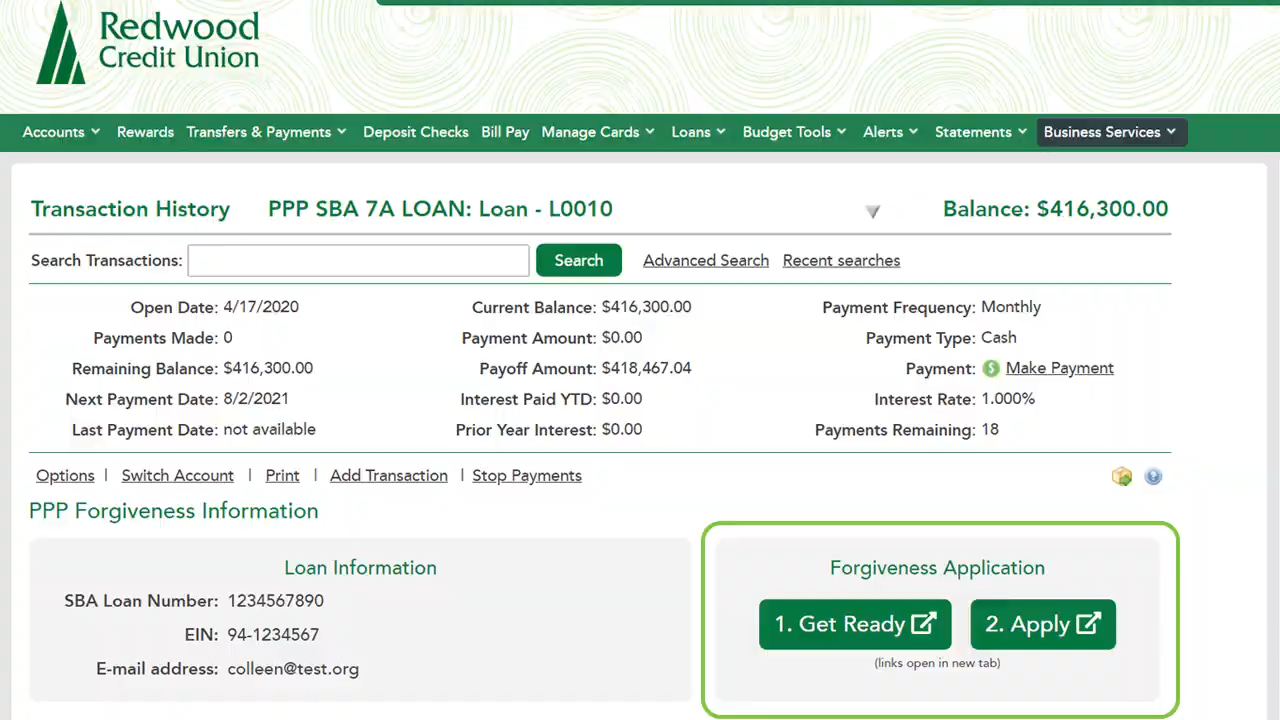 Redwood
Credit Union
Accounts Rewards Transfers & Payments Deposit Checks Bill Pay Manage Cards Loans Budget Tools Alerts Statements Business Services
Transaction History PPP SBA 7A LOAN: Loan - L0010 Balance: $416,300.00
Search Transactions: Search Advanced Search Recent searches
Open Date: 4/17/2020 Current Balance: $416,300.00 Payment Frequency: Monthly
Payments Made: 0 Payment Amount: $0.00 Payment Type: Cash
Remaining Balance: $416,300.00 Payoff Amount: $418,467.04 Payment: $ Make Payment
Next Payment Date: 8/2/2021 Interest Paid YTD: $0.00 Interest Rate: 1.000%
Last Payment Date: not available Prior Year Interest: $0.00 Payments Remaining: 18
Options | Switch Account | Print | Add Transaction | Stop Payments ?
PPP Forgiveness Information
Loan Information Forgiveness Application
SBA Loan Number: 1234567890
1. Get Ready 2. Apply
EIN: 94-1234567
(links open in new tab)
E-mail address: colleen@test.org